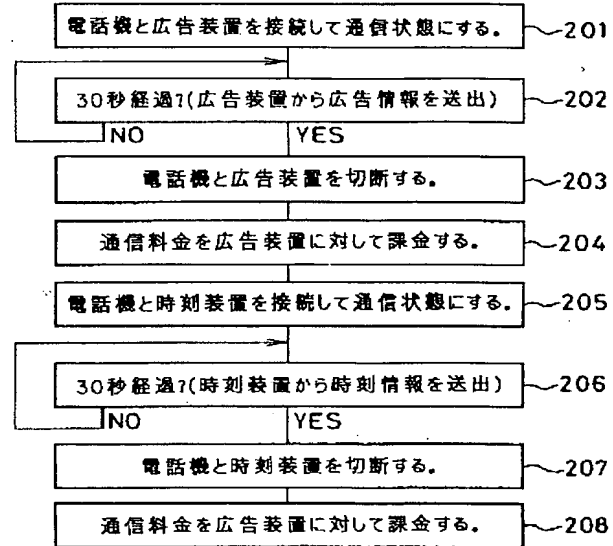 電話機と広告装置を接続して通信状態にする。 201
30秒経過?(広告装置から広告情報を送出) 202
NO YES
電話機と広告装置を切断する。 203
通信料金を広告装置に対して課金する。 204
電話機と時刻装置を接続して通信状態にする。 205
30秒経過?(時刻装置から時刻情報を送出) 206
NO YES
電話機と時刻装置を切断する。 207
通信料金を広告装置に対して課金する。 208